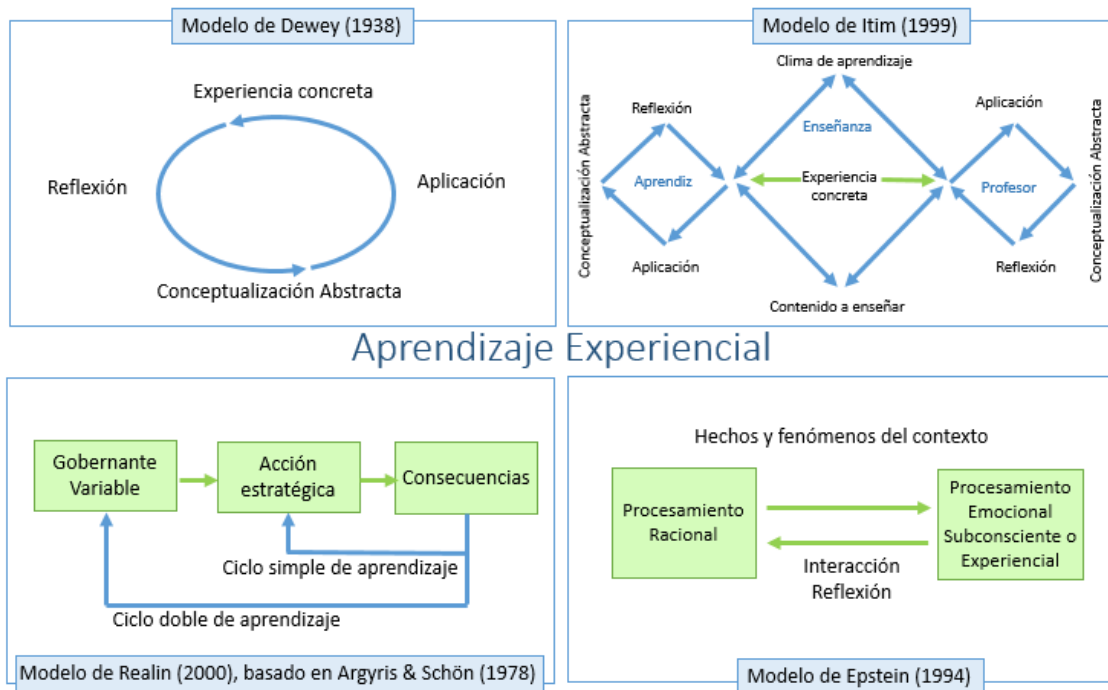 Modelo de Dewey (1938)
Experiencia concreta
Reflexión
Aplicación
Conceptualización Abstracta
Modelo de Itim (1999)
Clima de aprendizaje
Conceptualización Abstracta
Reflexión
Aprendiz
Aplicación
Enseñanza
Experiencia
concreta
Contenido a enseñar
Aplicación
Profesor
Reflexión
Conceptualización Abstracta
Aprendizaje Experiencial
Gobernante
Variable
Acción
estratégica
Consecuencias
Ciclo simple de aprendizaje
Ciclo doble de aprendizaje
Modelo de Realin (2000), basado en Argyris & Schön (1978)
Hechos y fenómenos del contexto
Procesamiento
Racional
Procesamiento
Emocional
Subconsciente o
Experiencial
Interacción
Reflexión
Modelo de Epstein (1994)